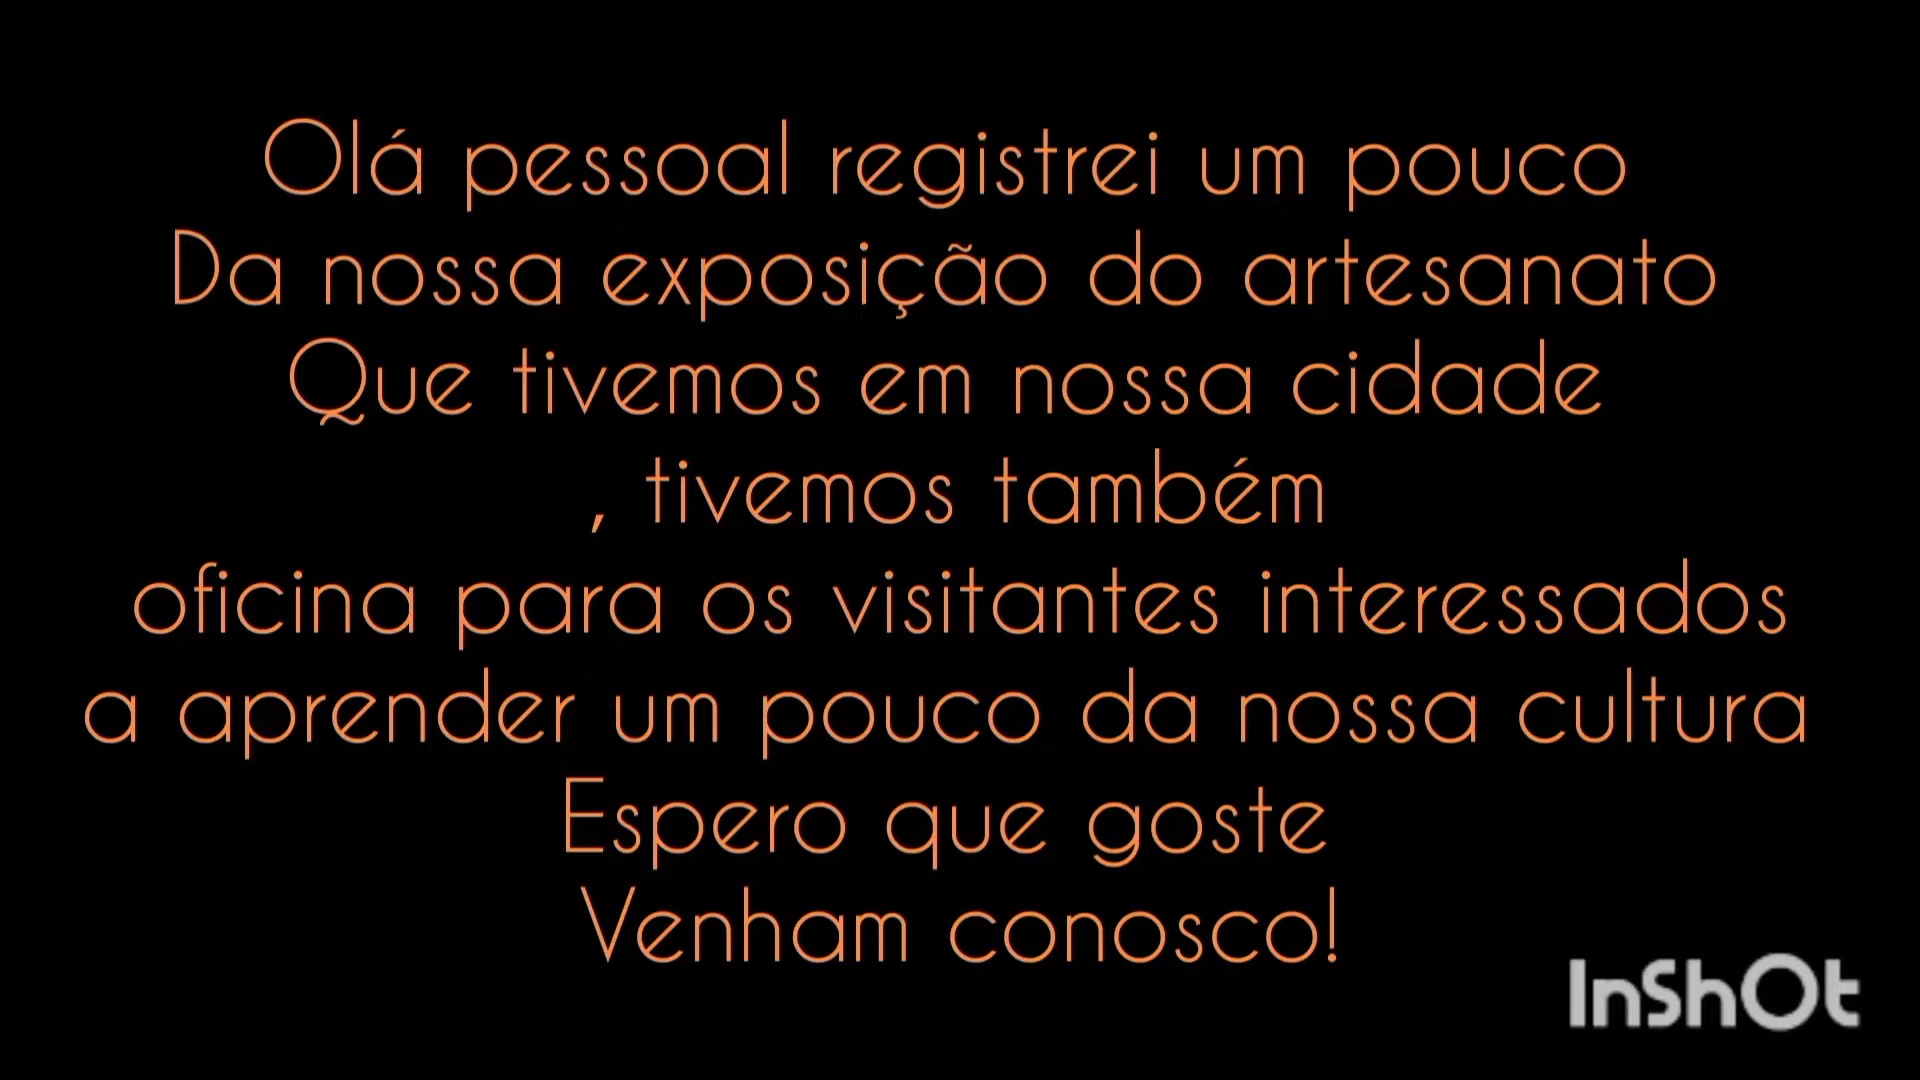 Olá pessoal registrei um pouco
Da nossa exposição do artesanato
Que tivemos em nossa cidade
, tivemos também
oficina para os visitantes interessados
a aprender um pouco da nossa cultura
Espero que goste
Venham conosco!
InShOt